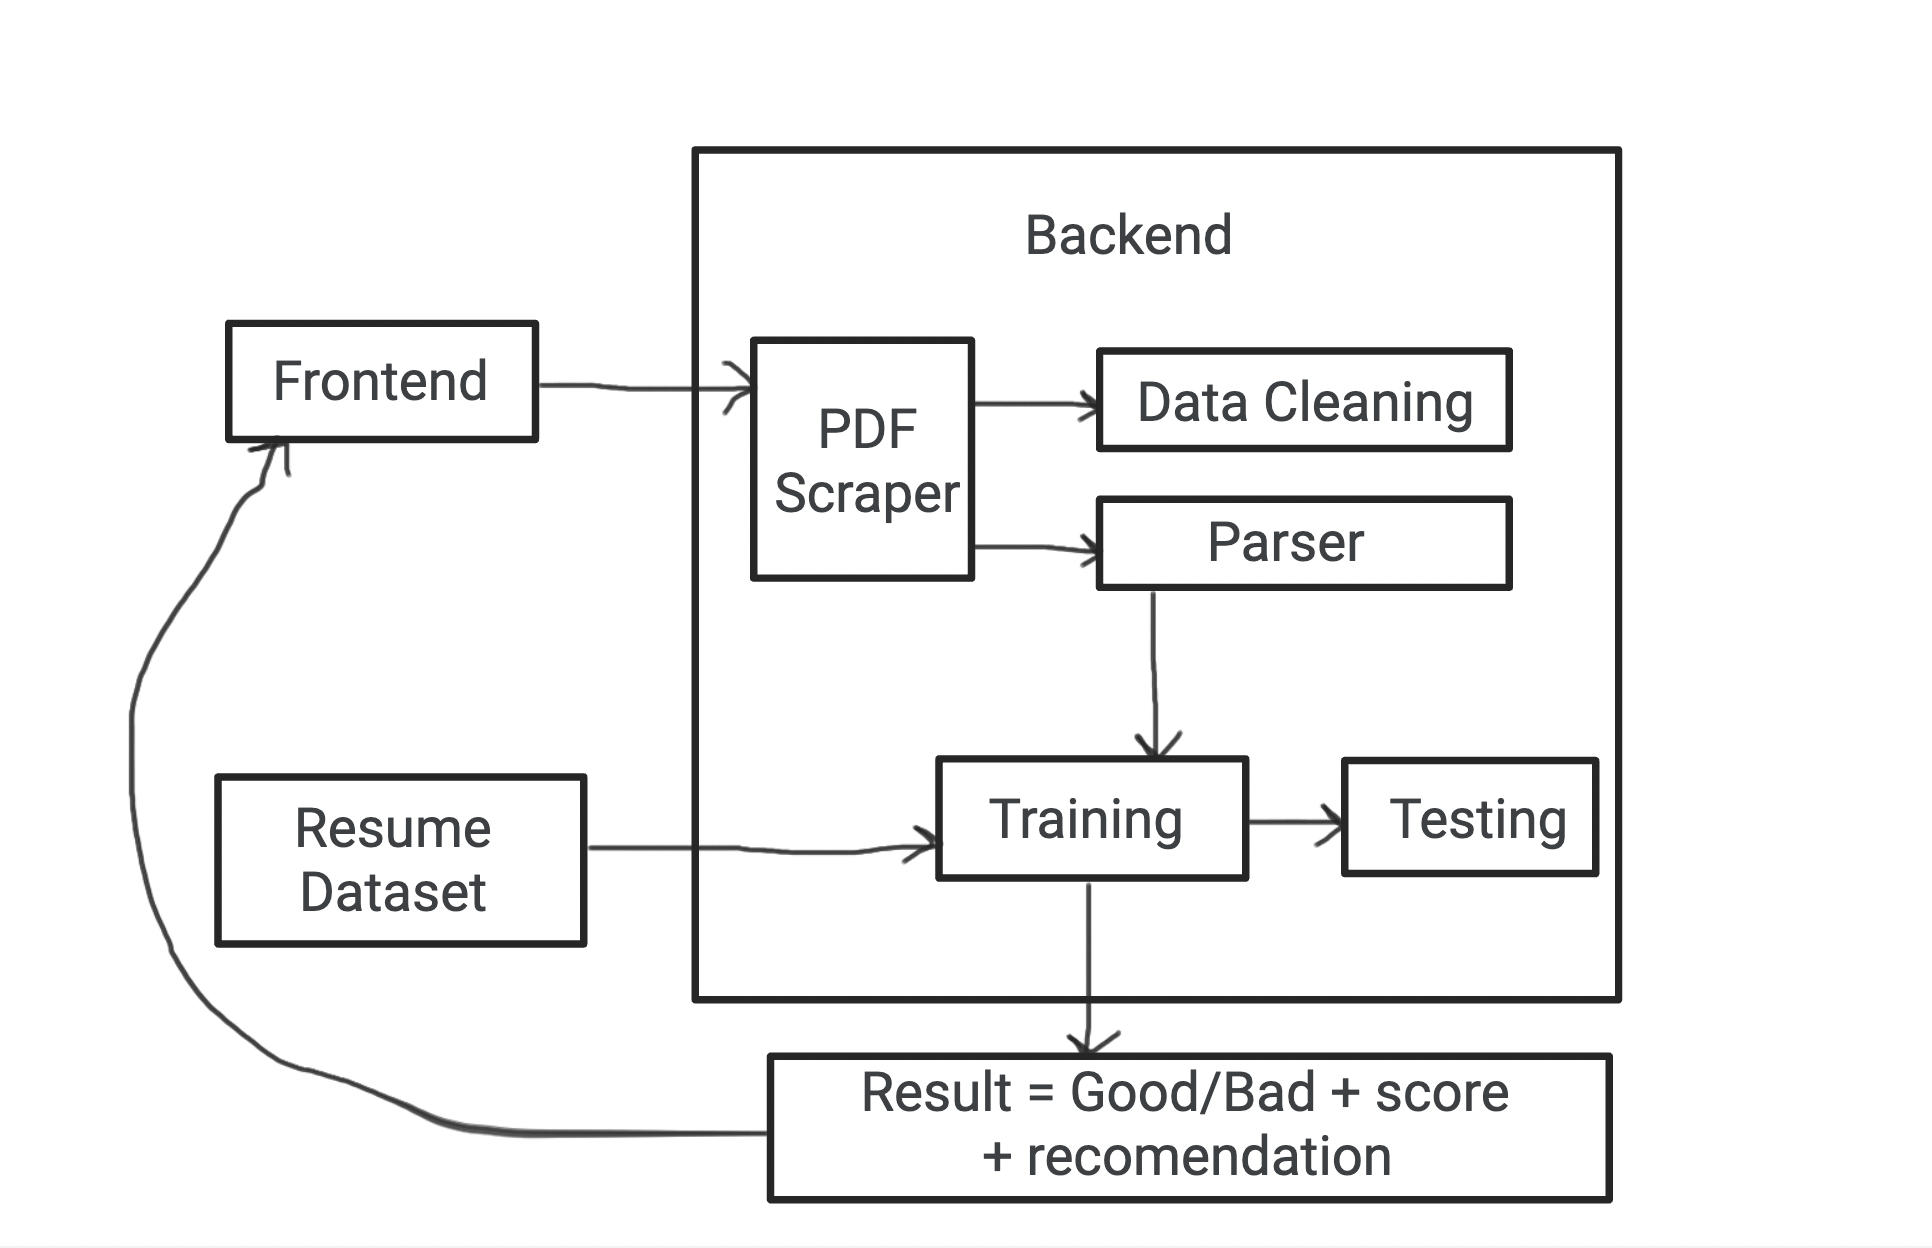 Backend
Frontend
PDF
Scraper
Data Cleaning
Parser
Resume
Dataset
Training
Testing
Result = Good/Bad + score
+ recomendation